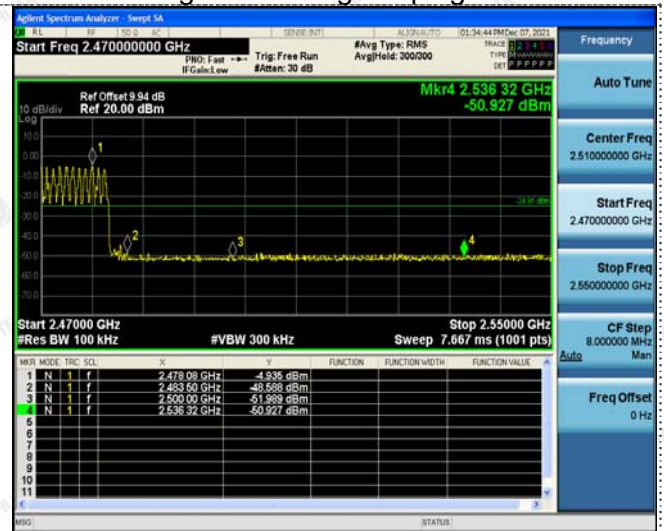 Agilent Spectrum Analyzer - Swept SA
RL RF 50 Ω AC SENSE:INT ALIGNAUTO 01:34:44 PM Dec 07, 2021
Start Freq 2.470000000 GHz
PNO: Fast
IFGain:Low
Trig: Free Run
#Atten: 30 dB
#Avg Type: RMS
Avg|Hold: 300/300
TRACE 1 2 3 4 5 6
TYPE
DET P P P P P P
Mkr4 2.536 32 GHz
-50.927 dBm
Ref Offset 9.94 dB
10 dB/div Ref 20.00 dBm
Log
10.0
0.00
-10.0
-20.0
-30.0
-40.0
-50.0
-60.0
-70.0
1
2
3
4
Start 2.47000 GHz Stop 2.55000 GHz
#Res BW 100 kHz #VBW 300 kHz Sweep 7.667 ms (1001 pts)
MKR MODE TRC SCL X Y FUNCTION FUNCTION WIDTH FUNCTION VALUE
1 N 1 f 2.478 08 GHz -4.935 dBm
2 N 1 f 2.483 50 GHz -48.588 dBm
3 N 1 f 2.500 00 GHz -51.989 dBm
4 N 1 f 2.536 32 GHz -50.927 dBm
5
6
7
8
9
10
11
MSG STATUS
Frequency
Auto Tune
Center Freq
2.510000000 GHz
Start Freq
2.470000000 GHz
Stop Freq
2.550000000 GHz
CF Step
8.000000 MHz
Auto Man
Freq Offset
0 Hz